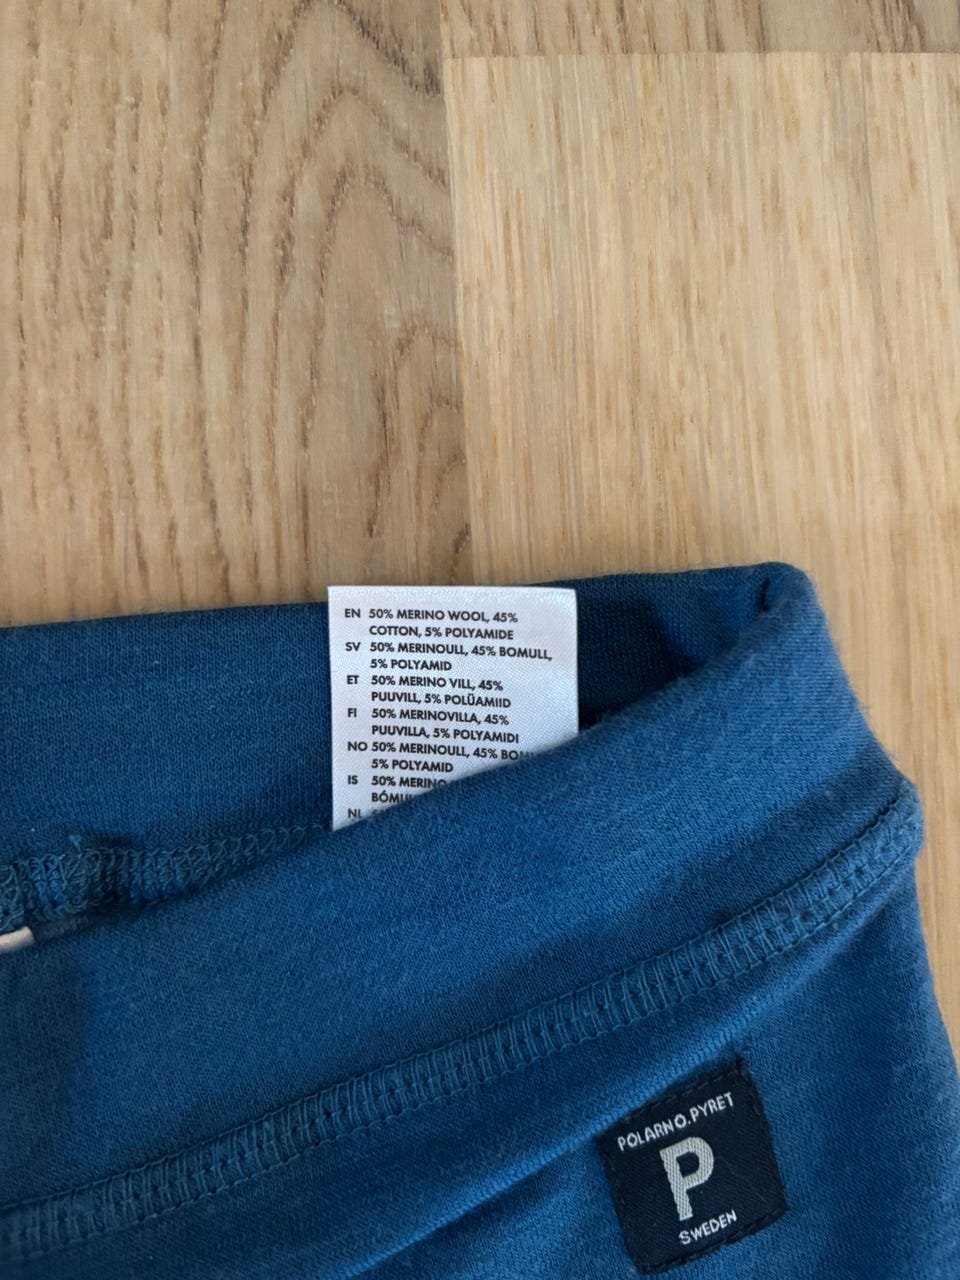 EN 50% MERINO WOOL, 45%
COTTON, 5% POLYAMIDE
SV 50% MERINOULL, 45% BOMULL,
5% POLYAMID
ET 50% MERINO VILL, 45%
PUUVILL, 5% POLÜAMIID
FI 50% MERINOVILLA, 45%
PUUVILLA, 5% POLYAMIDI
NO 50% MERINOULL, 45%
5% POLYAMID
IS 50% MERINO
NL
POLARN O. PYRET
P
SWEDEN